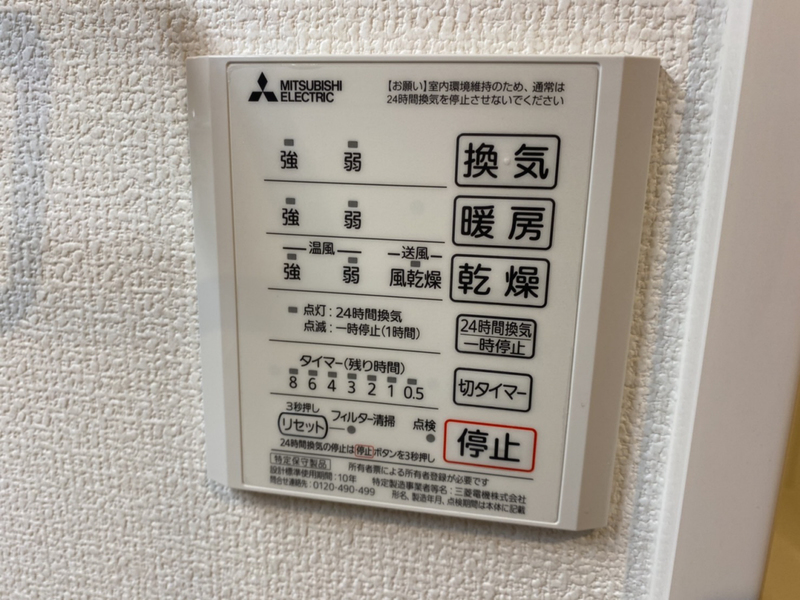 MITSUBISHI
ELECTRIC
【お願い】室内環境維持のため、通常は
24時間換気を停止させないでください
強 弱 換気
強 弱 暖房
温風 送風
強 弱 風乾燥 乾燥
点灯:24時間換気
点滅:一時停止(1時間)
24時間換気
一時停止
タイマー(残り時間)
8 6 4 3 2 1 0.5
切タイマー
3秒押し
リセット フィルター清掃 点検
停止
24時間換気の停止は停止ボタンを3秒押し
特定保守製品 所有者票による所有者登録が必要です
設計標準使用期間:10年 特定製造事業者等名:三菱電機株式会社
問合せ連絡先:0120-490-499 形名、製造年月、点検期間は本体に記載